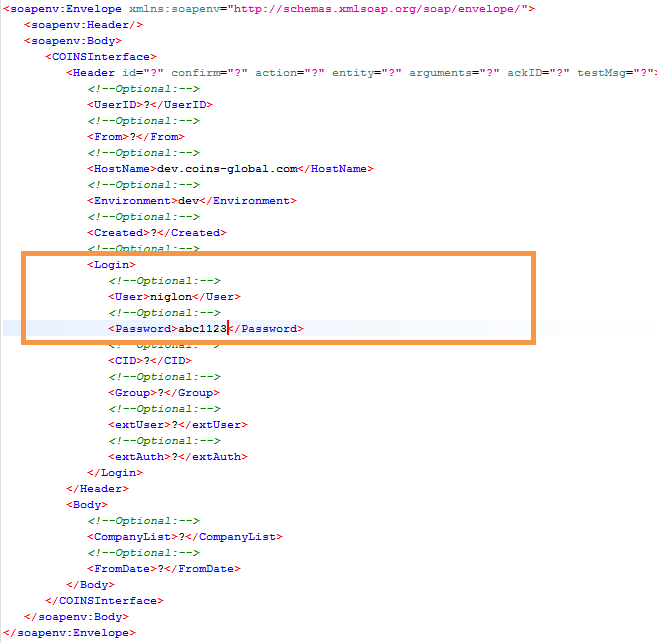 <soapenv:Envelope xmlns:soapenv="http://schemas.xmlsoap.org/soap/envelope/">
<soapenv:Header/>
<soapenv:Body>
<COINSInterface>
<Header id="?" confirm="?" action="?" entity="?" arguments="?" ackID="?" testMsg="?">
<!--Optional:-->
<UserID>?</UserID>
<!--Optional:-->
<From>?</From>
<!--Optional:-->
<HostName>dev.coins-global.com</HostName>
<!--Optional:-->
<Environment>dev</Environment>
<!--Optional:-->
<Created>?</Created>
<!--Optional:-->
<Login>
<!--Optional:-->
<User>niglon</User>
<!--Optional:-->
<Password>abc1123</Password>
<!--Optional:-->
<CID>?</CID>
<!--Optional:-->
<Group>?</Group>
<!--Optional:-->
<extUser>?</extUser>
<!--Optional:-->
<extAuth>?</extAuth>
</Login>
</Header>
<Body>
<!--Optional:-->
<CompanyList>?</CompanyList>
<!--Optional:-->
<FromDate>?</FromDate>
</Body>
</COINSInterface>
</soapenv:Body>
</soapenv:Envelope>